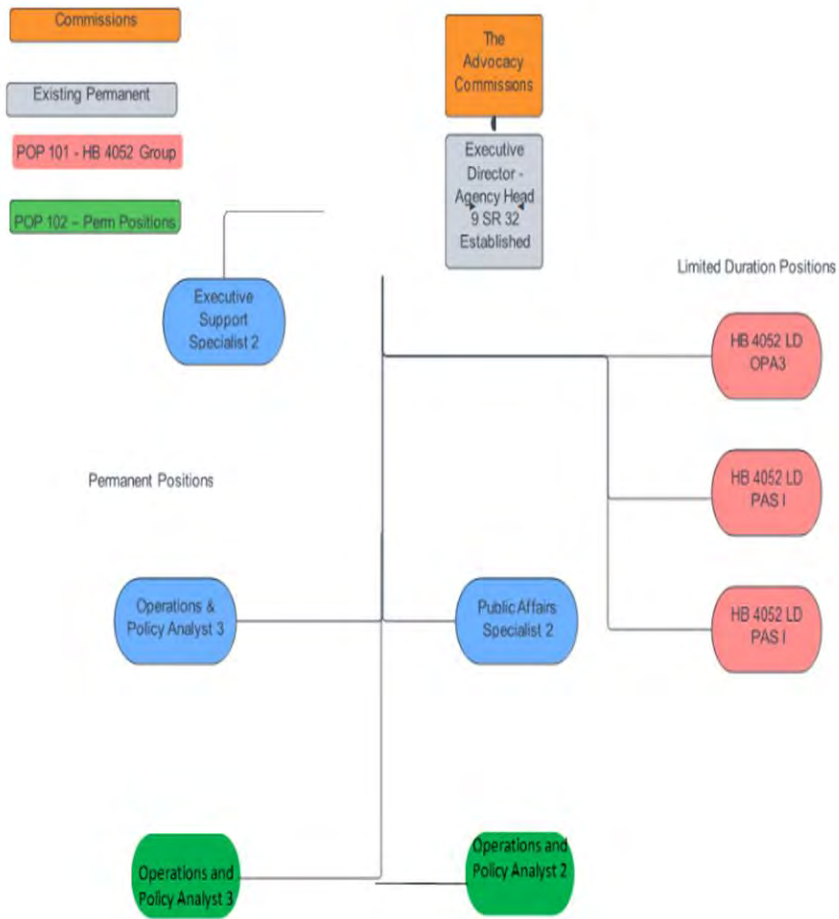 Commissions
Existing Permanent
POP 101 - HB 4052 Group
POP 102 – Perm Positions
The
Advocacy
Commissions
Executive
Director -
Agency Head
9 SR 32
Established
Executive
Support
Specialist 2
Limited Duration Positions
HB 4052 LD
OPA3
Permanent Positions
HB 4052 LD
PAS I
Operations &
Policy Analyst 3
Public Affairs
Specialist 2
HB 4052 LD
PAS I
Operations and
Policy Analyst 3
Operations and
Policy Analyst 2